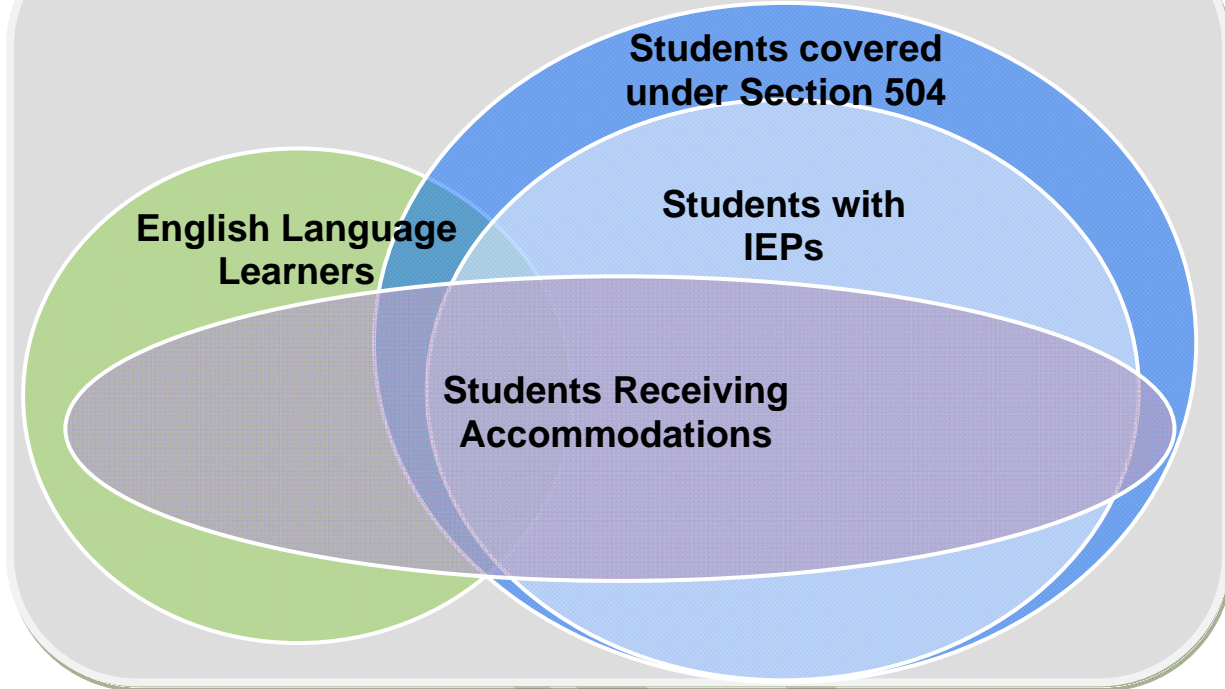 Students covered
under Section 504
Students with
IEPs
English Language
Learners
Students Receiving
Accommodations